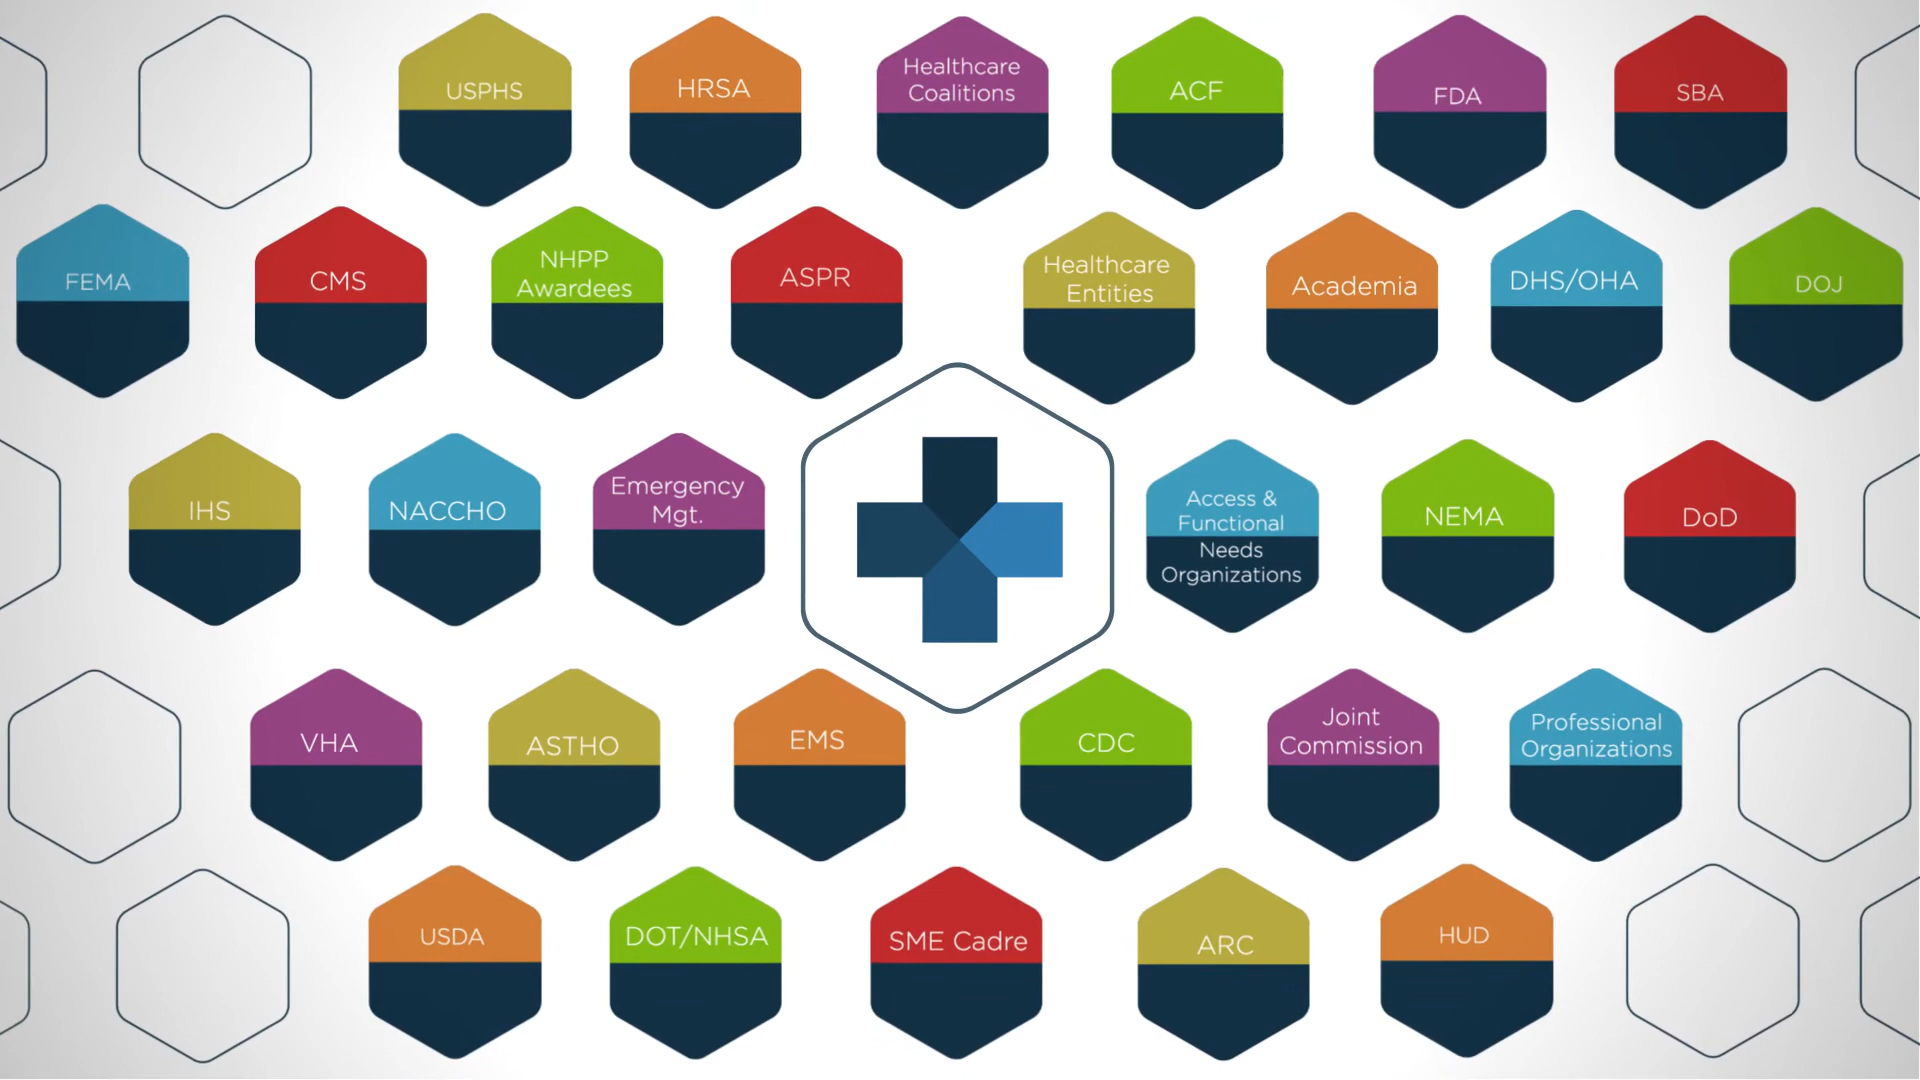 USPHS
HRSA
Healthcare
Coalitions
ACF
FDA
SBA
FEMA
CMS
NHPP
Awardees
ASPR
Healthcare
Entities
Academia
DHS/OHA
DOJ
IHS
NACCHO
Emergency
Mgt.
Access &
Functional
Needs
Organizations
NEMA
DoD
VHA
ASTHO
EMS
CDC
Joint
Commission
Professional
Organizations
USDA
DOT/NHSA
SME Cadre
ARC
HUD